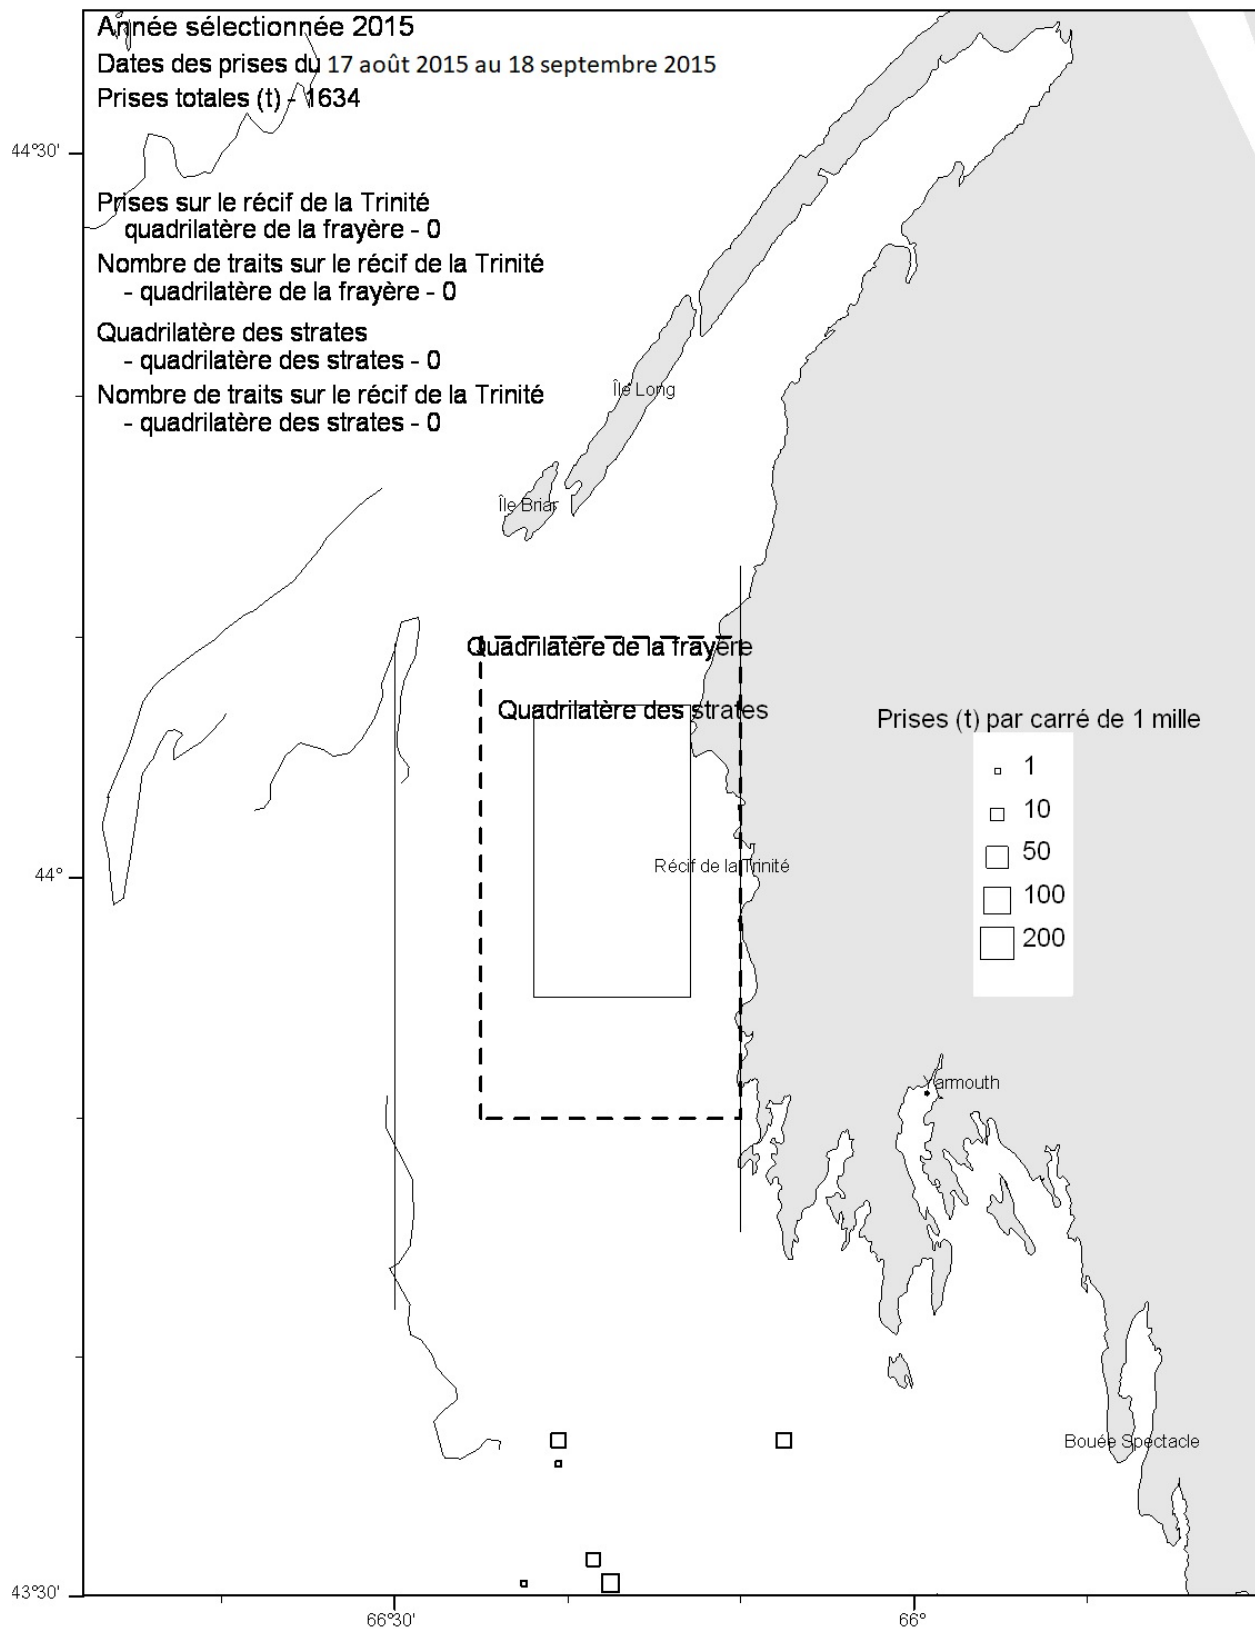 Année sélectionnée 2015
Dates des prises du 17 août 2015 au 18 septembre 2015
Prises totales (t) - 1634
44°30'
Prises sur le récif de la Trinité
quadrilatère de la frayère - 0
Nombre de traits sur le récif de la Trinité
- quadrilatère de la frayère - 0
Quadrilatère des strates
- quadrilatère des strates - 0
Nombre de traits sur le récif de la Trinité
- quadrilatère des strates - 0
Île Long
Île Briar
Quadrilatère de la frayère
Quadrilatère des strates
Prises (t) par carré de 1 mille
1
10
50
100
200
Récif de la Trinité
44°
Yarmouth
Bouée Spectacle
43°30'
66°30'
66°